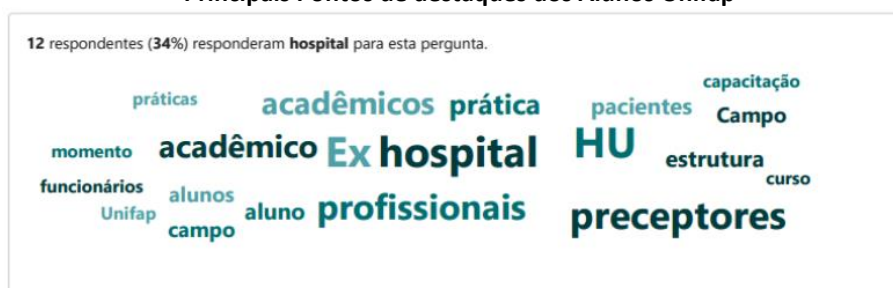 Principais Pontos de destaques dos Alunos Unifap
12 respondentes (34%) responderam hospital para esta pergunta.
capacitação
práticas acadêmicos prática pacientes Campo
momento acadêmico Ex hospital HU estrutura
curso
funcionários alunos
Unifap aluno profissionais preceptores
campo